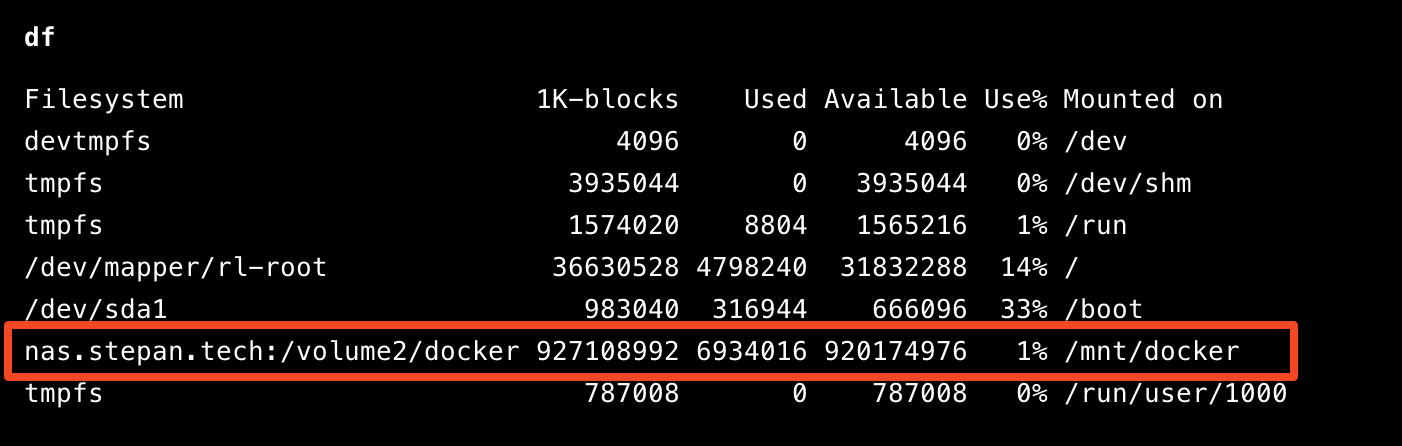 df
Filesystem 1K-blocks Used Available Use% Mounted on
devtmpfs 4096 0 4096 0% /dev
tmpfs 3935044 0 3935044 0% /dev/shm
tmpfs 1574020 8804 1565216 1% /run
/dev/mapper/rl-root 36630528 4798240 31832288 14% /
/dev/sda1 983040 316944 666096 33% /boot
nas.stepan.tech:/volume2/docker 927108992 6934016 920174976 1% /mnt/docker
tmpfs 787008 0 787008 0% /run/user/1000